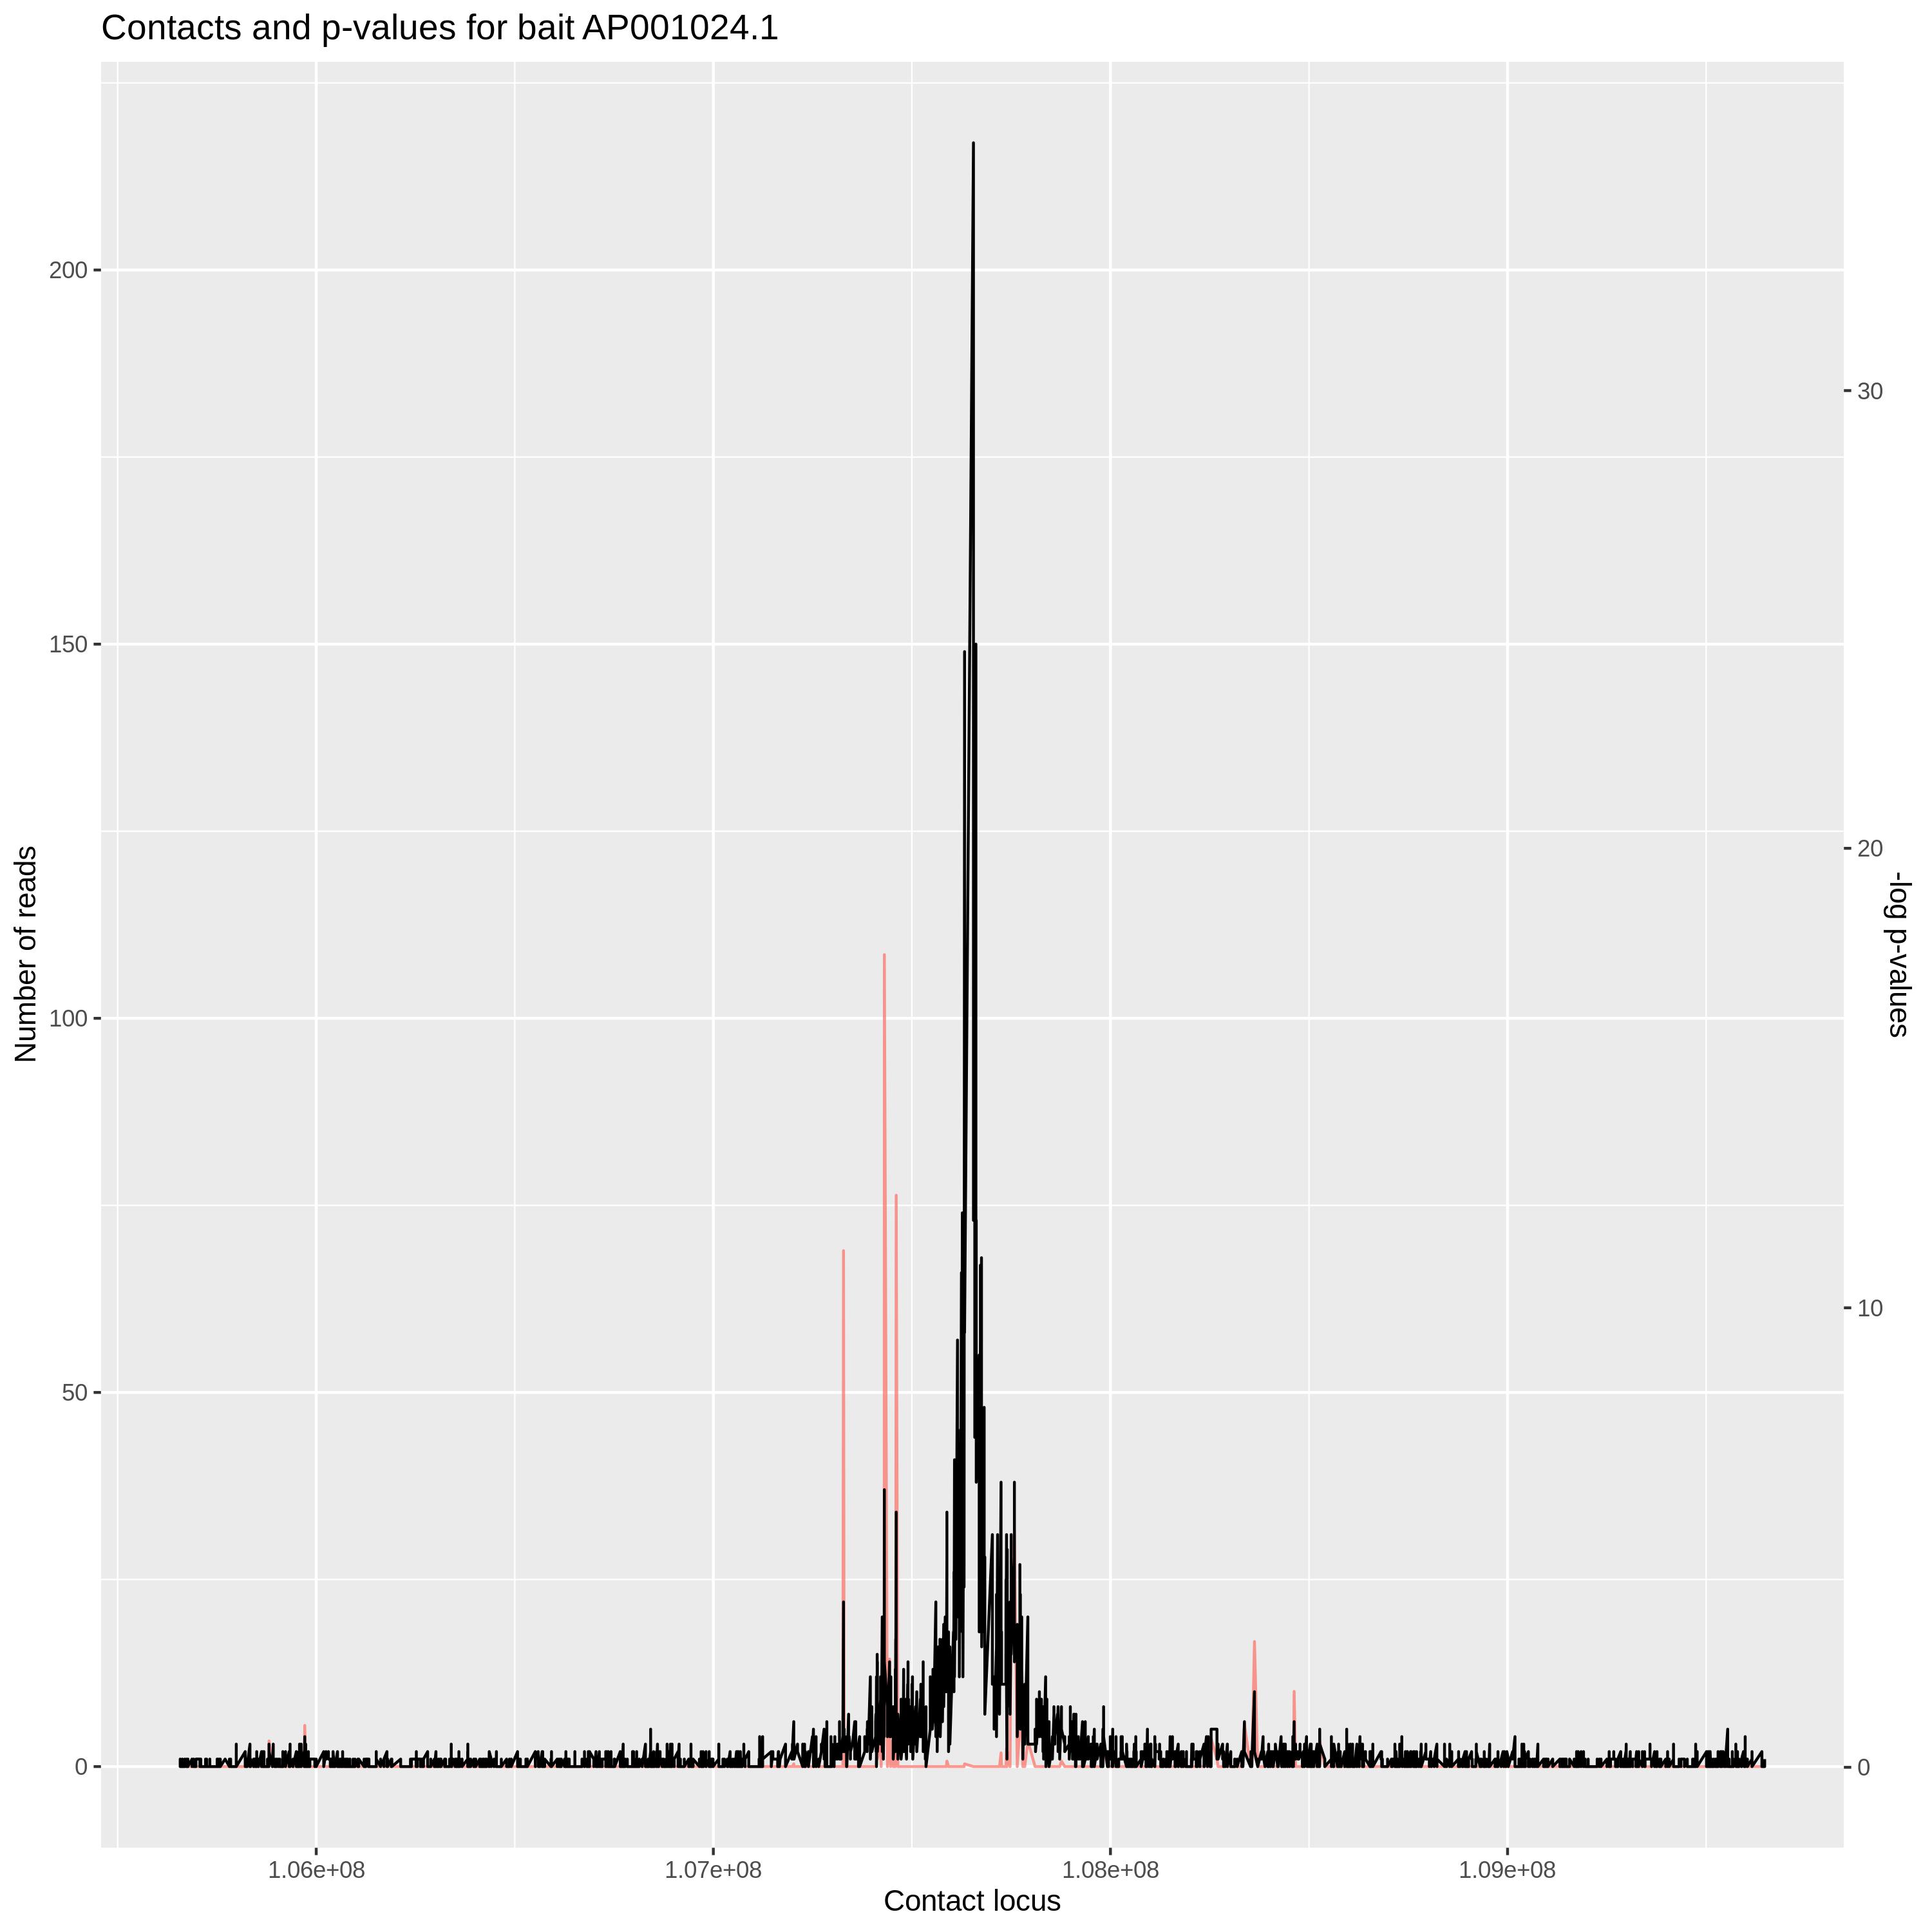 Contacts and p-values for bait AP001024.1
Number of reads
200
150
100
50
0
30
20
10
0
-log p-values
1.06e+08
1.07e+08
1.08e+08
1.09e+08
Contact locus